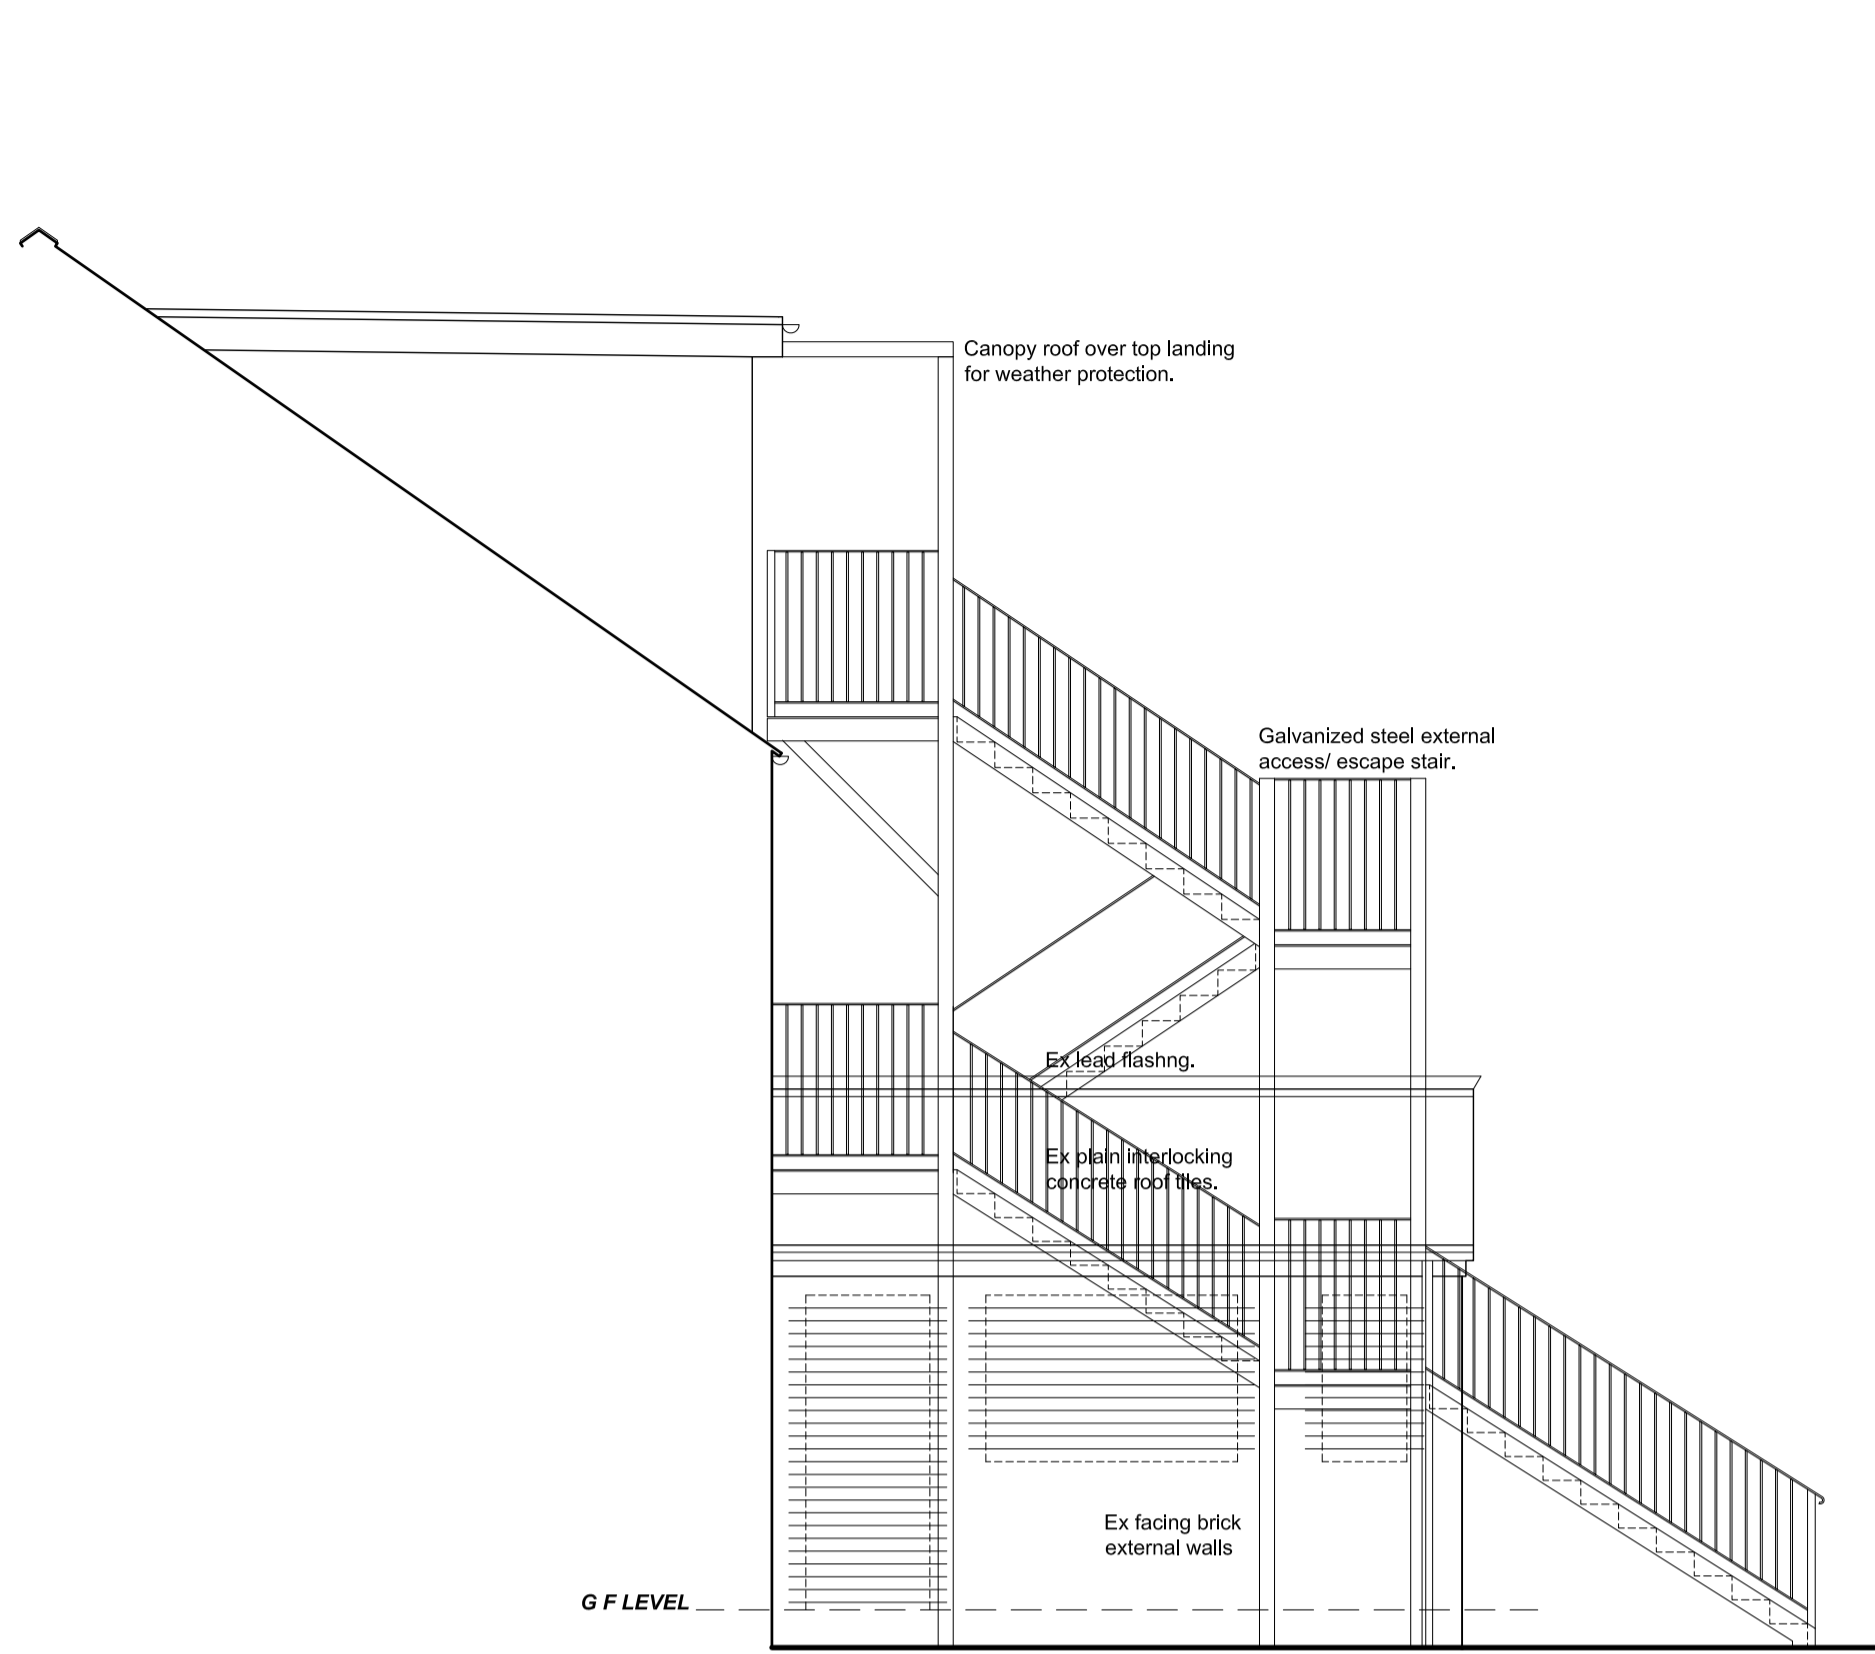 Canopy roof over top landing
for weather protection.
Galvanized steel external
access/ escape stair.
Ex lead flashng.
Ex plain interlocking
concrete roof tiles.
Ex facing brick
external walls
G F LEVEL